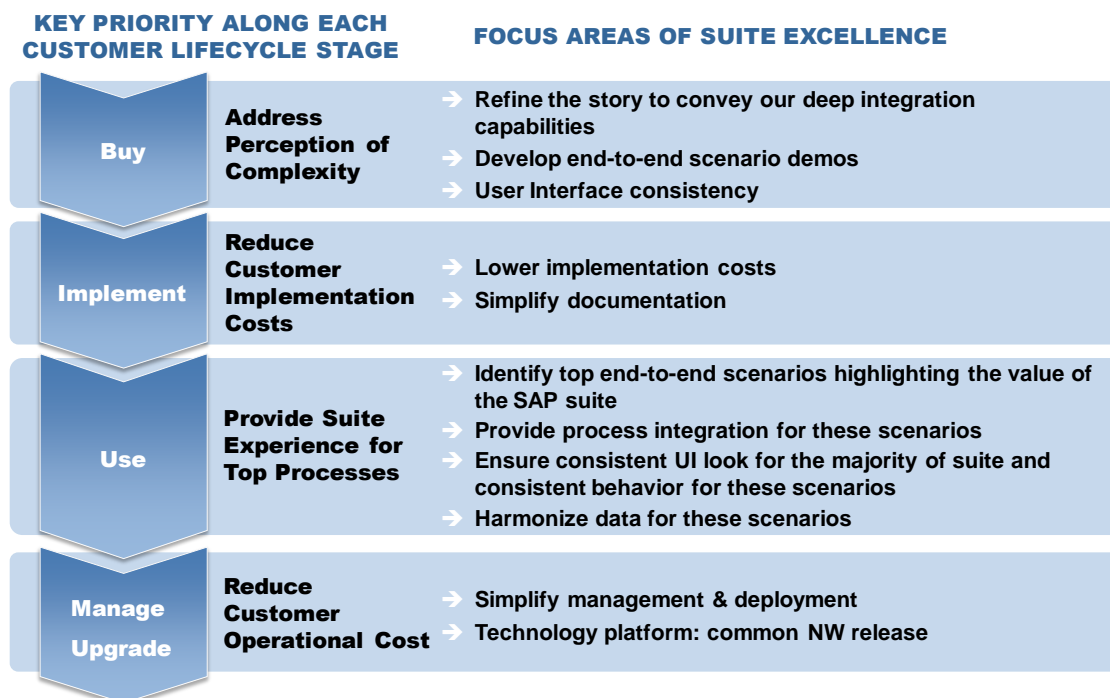 KEY PRIORITY ALONG EACH
CUSTOMER LIFECYCLE STAGE
FOCUS AREAS OF SUITE EXCELLENCE
Buy
Address
Perception of
Complexity
→ Refine the story to convey our deep integration
capabilities
→ Develop end-to-end scenario demos
→ User Interface consistency
Implement
Reduce
Customer
Implementation
Costs
→ Lower implementation costs
→ Simplify documentation
Use
Provide Suite
Experience for
Top Processes
→ Identify top end-to-end scenarios highlighting the value of
the SAP suite
→ Provide process integration for these scenarios
→ Ensure consistent UI look for the majority of suite and
consistent behavior for these scenarios
→ Harmonize data for these scenarios
Manage
Upgrade
Reduce
Customer
Operational Cost
→ Simplify management & deployment
→ Technology platform: common NW release